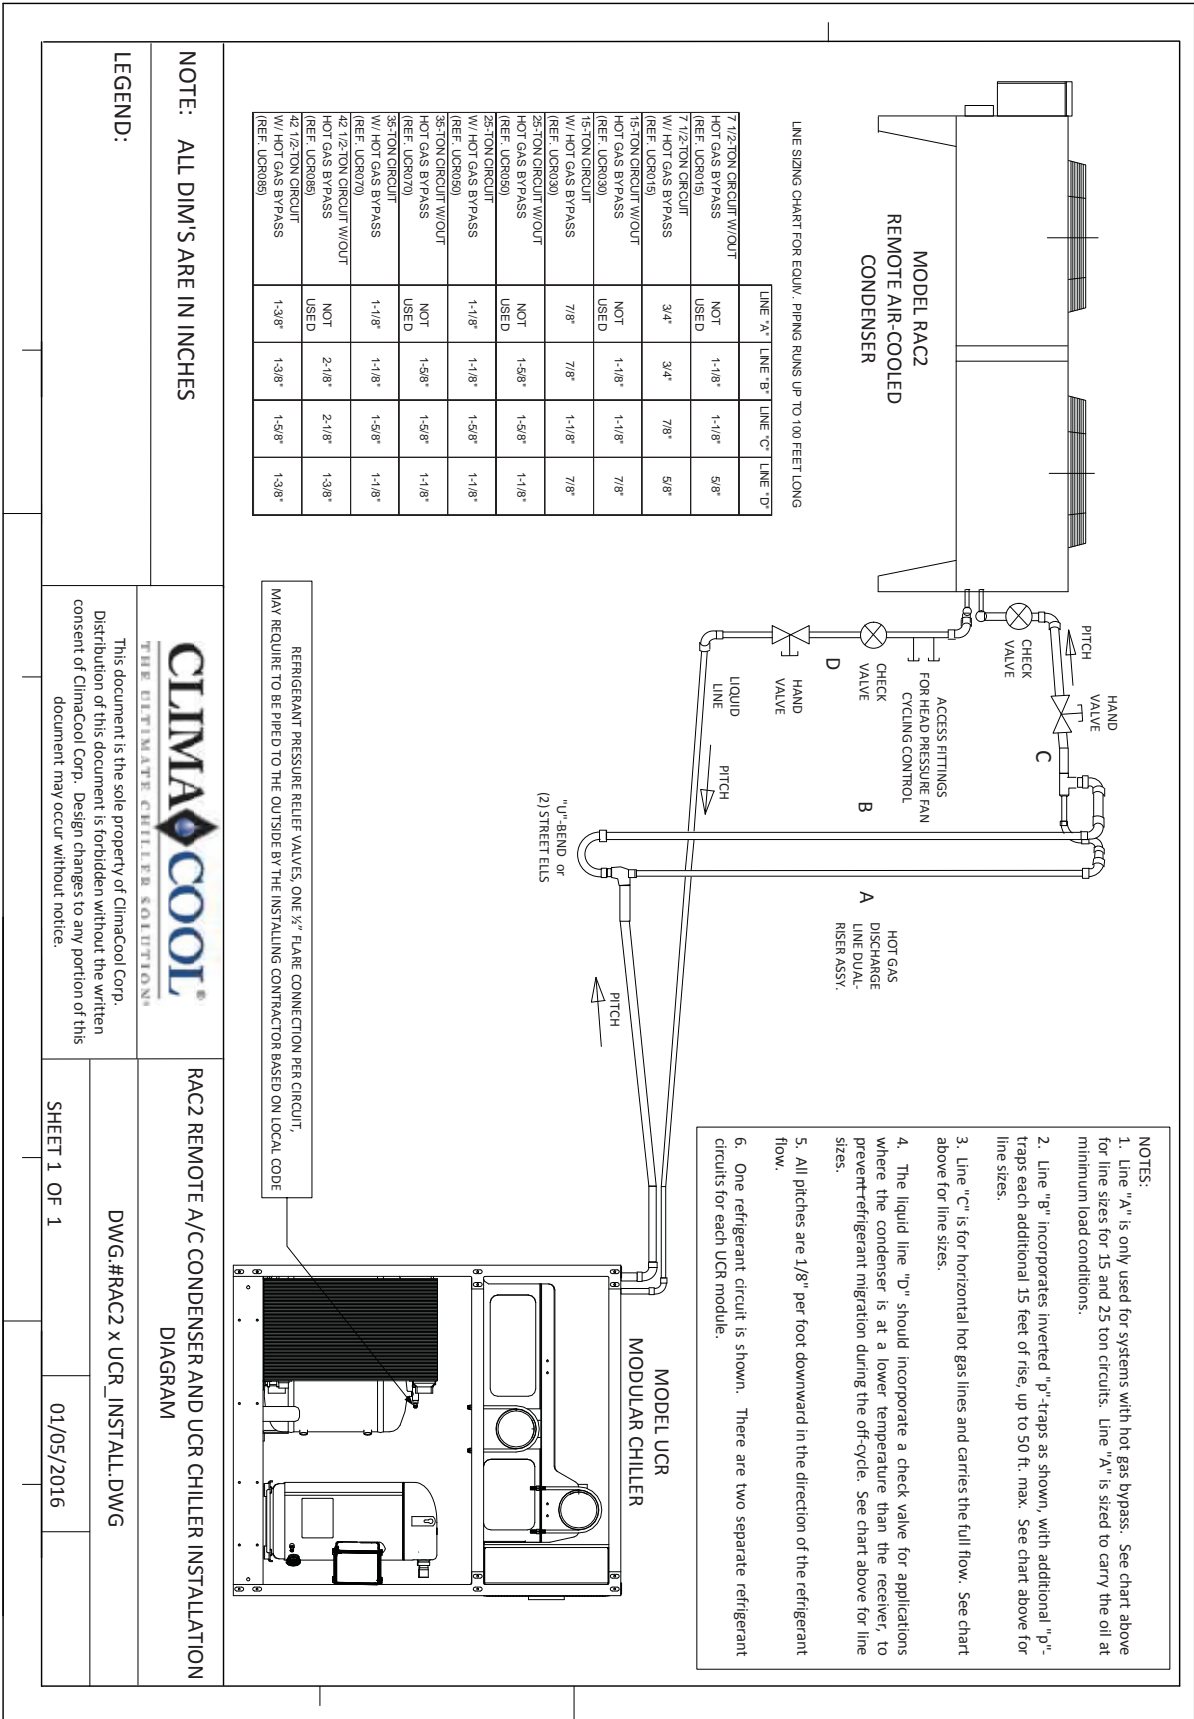 MODEL RAC2
REMOTE AIR-COOLED
CONDENSER
PITCH
HAND
VALVE
CHECK
VALVE
C
ACCESS FITTINGS
FOR HEAD PRESSURE FAN
CYCLING CONTROL
CHECK
VALVE
D
HAND
VALVE
LIQUID
LINE
PITCH
B
A
HOT GAS
DISCHARGE
LINE DUAL-
RISER ASSY.
"U"-BEND or
(2) STREET ELLS
PITCH
NOTES:
1. Line "A" is only used for systems with hot gas bypass. See chart above
for line sizes for 15 and 25 ton circuits. Line "A" is sized to carry the oil at
minimum load conditions.
2. Line "B" incorporates inverted "p"-traps as shown, with additional "p"-
traps each additional 15 feet of rise, up to 50 ft. max. See chart above for
line sizes.
3. Line "C" is for horizontal hot gas lines and carries the full flow. See chart
above for line sizes.
4. The liquid line "D" should incorporate a check valve for applications
where the condenser is at a lower temperature than the receiver, to
prevent refrigerant migration during the off-cycle. See chart above for line
sizes.
5. All pitches are 1/8" per foot downward in the direction of the refrigerant
flow.
6. One refrigerant circuit is shown. There are two separate refrigerant
circuits for each UCR module.
MODEL UCR
MODULAR CHILLER
LINE SIZING CHART FOR EQUIV. PIPING RUNS UP TO 100 FEET LONG
LINE "A" LINE "B" LINE "C" LINE "D"
7 1/2-TON CIRCUIT W/OUT
HOT GAS BYPASS
(REF. UCR015)
NOT
USED
1-1/8" 1-1/8" 5/8"
7 1/2-TON CIRCUIT
W/ HOT GAS BYPASS
(REF. UCR015)
3/4" 3/4" 7/8" 5/8"
15-TON CIRCUIT W/OUT
HOT GAS BYPASS
(REF. UCR030)
NOT
USED
1-1/8" 1-1/8" 7/8"
15-TON CIRCUIT
W/ HOT GAS BYPASS
(REF. UCR030)
7/8" 7/8" 1-1/8" 7/8"
25-TON CIRCUIT W/OUT
HOT GAS BYPASS
(REF. UCR050)
NOT
USED
1-5/8" 1-5/8" 1-1/8"
25-TON CIRCUIT
W/ HOT GAS BYPASS
(REF. UCR050)
1-1/8" 1-1/8" 1-5/8" 1-1/8"
35-TON CIRCUIT W/OUT
HOT GAS BYPASS
(REF. UCR070)
NOT
USED
1-5/8" 1-5/8" 1-1/8"
35-TON CIRCUIT
W/ HOT GAS BYPASS
(REF. UCR070)
1-1/8" 1-1/8" 1-5/8" 1-1/8"
42 1/2-TON CIRCUIT W/OUT
HOT GAS BYPASS
(REF. UCR085)
NOT
USED
2-1/8" 2-1/8" 1-3/8"
42 1/2-TON CIRCUIT
W/ HOT GAS BYPASS
(REF. UCR085)
1-3/8" 1-3/8" 1-5/8" 1-3/8"
REFRIGERANT PRESSURE RELIEF VALVES, ONE ½" FLARE CONNECTION PER CIRCUIT,
MAY REQUIRE TO BE PIPED TO THE OUTSIDE BY THE INSTALLING CONTRACTOR BASED ON LOCAL CODE
NOTE: ALL DIM'S ARE IN INCHES
LEGEND:
CLIMACOOL®
THE ULTIMATE CHILLER SOLUTION®
This document is the sole property of ClimaCool Corp.
Distribution of this document is forbidden without the written
consent of ClimaCool Corp. Design changes to any portion of this
document may occur without notice.
RAC2 REMOTE A/C CONDENSER AND UCR CHILLER INSTALLATION
DIAGRAM
DWG.#RAC2 x UCR_INSTALL.DWG
SHEET 1 OF 1
01/05/2016